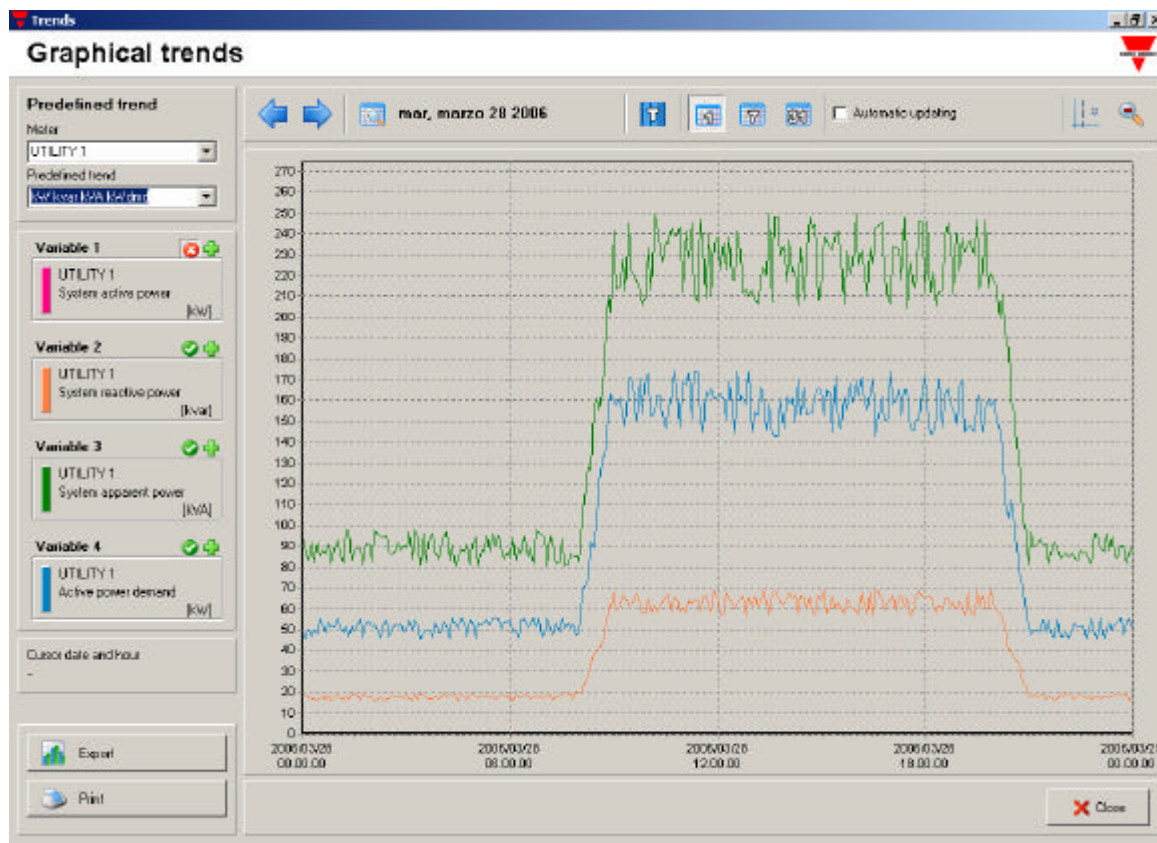 Trends
Graphical trends
Predefined trend
Meter
UTILITY 1
Predefined trend
mar, marzo 28 2006
Automatic updating
Variable 1
UTILITY 1
System active power
[kW]
Variable 2
UTILITY 1
System reactive power
[kvar]
Variable 3
UTILITY 1
System apparent power
[kVA]
Variable 4
UTILITY 1
Active power demand
[kW]
Cursor date and hour
-
Export
Print
270
260
250
240
230
220
210
200
190
180
170
160
150
140
130
120
110
100
90
80
70
60
50
40
30
20
10
0
2006/03/28
00.00.00
2006/03/28
06.00.00
2006/03/28
12.00.00
2006/03/28
18.00.00
00.00.00
Close